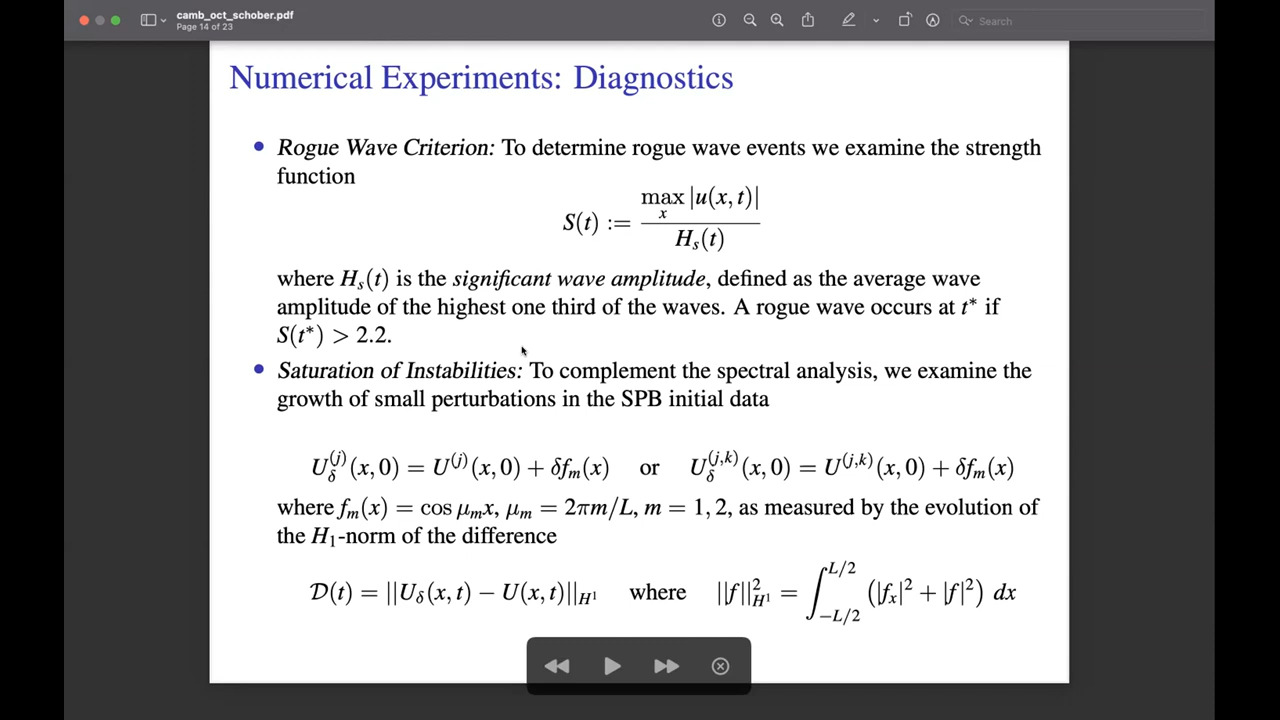 camb_oct_schober.pdf
Page 14 of 23
Search
Numerical Experiments: Diagnostics
• Rogue Wave Criterion: To determine rogue wave events we examine the strength
function
S(t) := max_x |u(x, t)| / H_s(t)
where H_s(t) is the significant wave amplitude, defined as the average wave
amplitude of the highest one third of the waves. A rogue wave occurs at t* if
S(t*) > 2.2.
• Saturation of Instabilities: To complement the spectral analysis, we examine the
growth of small perturbations in the SPB initial data
U_δ^(j)(x, 0) = U^(j)(x, 0) + δf_m(x) or U_δ^(j,k)(x, 0) = U^(j,k)(x, 0) + δf_m(x)
where f_m(x) = cos μ_m x, μ_m = 2πm/L, m = 1, 2, as measured by the evolution of
the H_1-norm of the difference
𝒟(t) = ||U_δ(x, t) − U(x, t)||_H^1 where ||f||²_H^1 = ∫_{−L/2}^{L/2} (|f_x|² + |f|²) dx